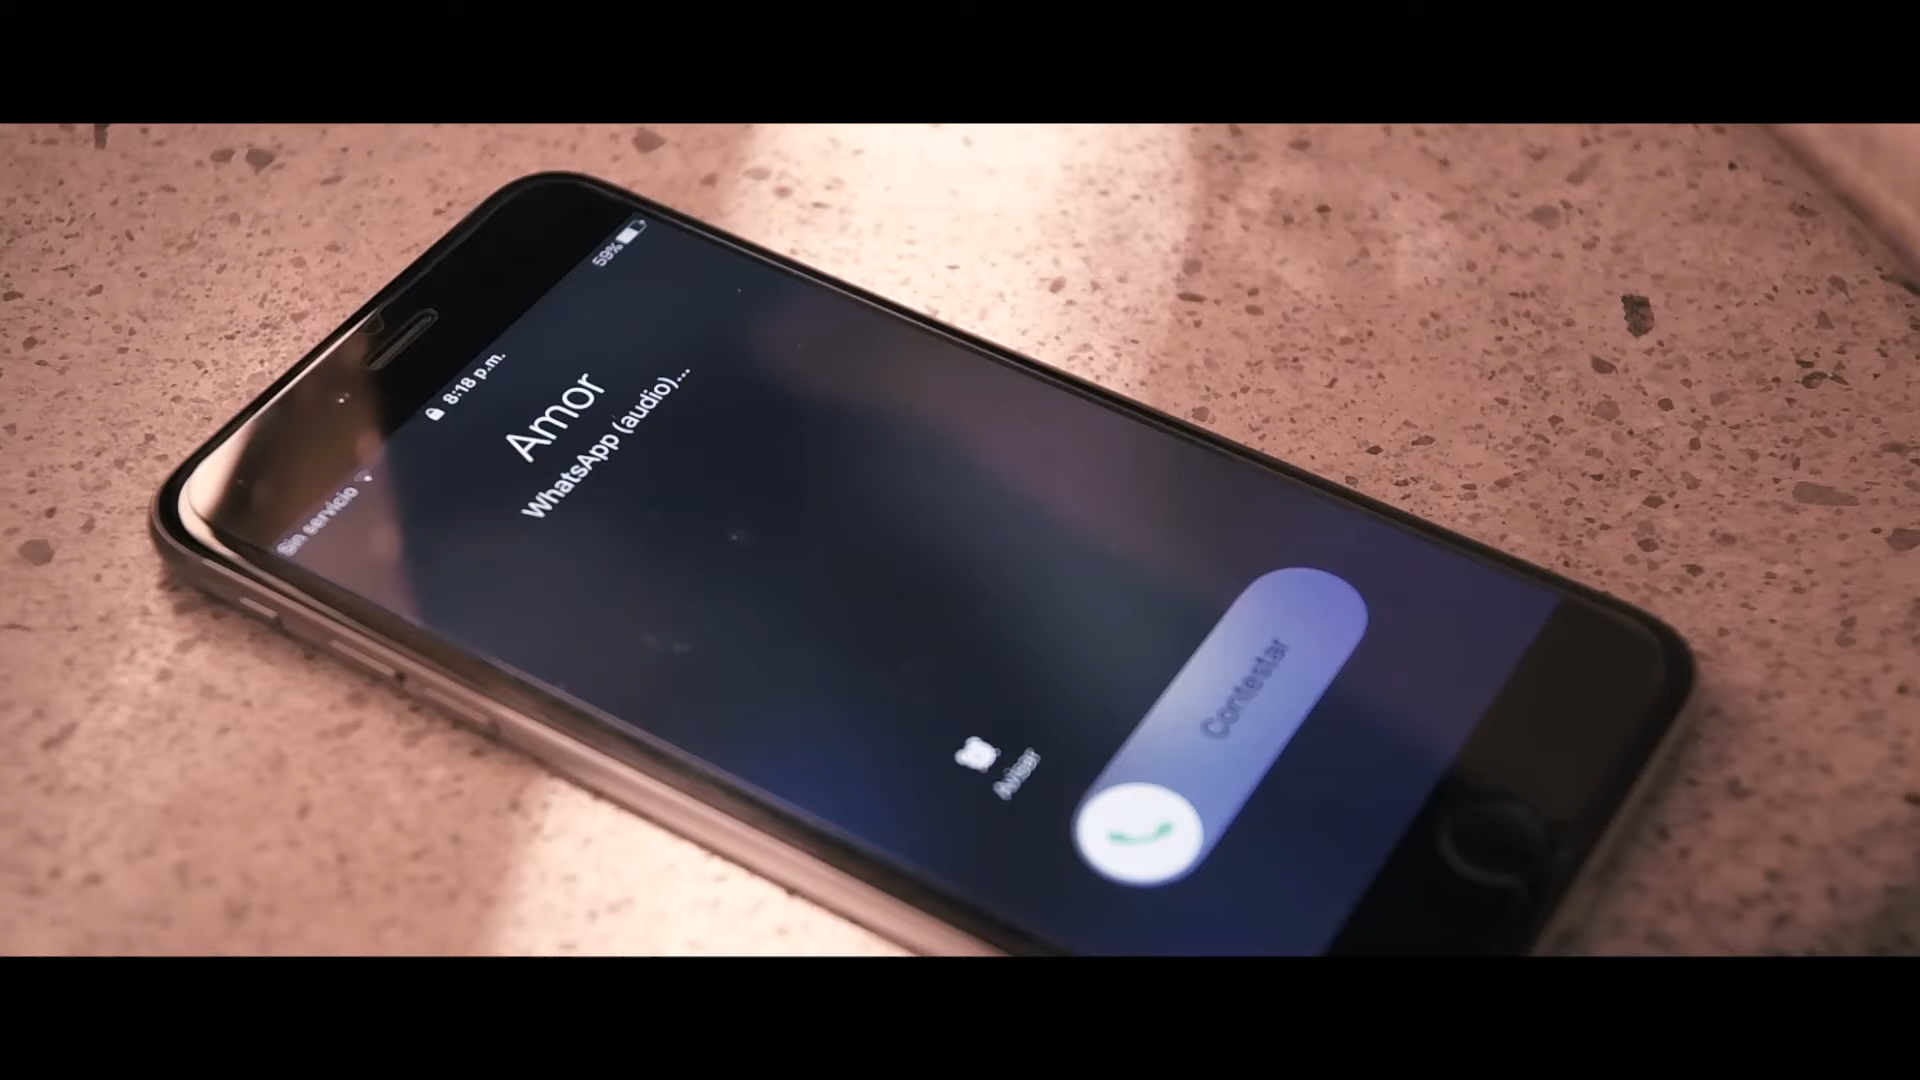 Sin servicio 8:18 p.m. 59%
Amor
WhatsApp (audio)...
Avisar
Contestar